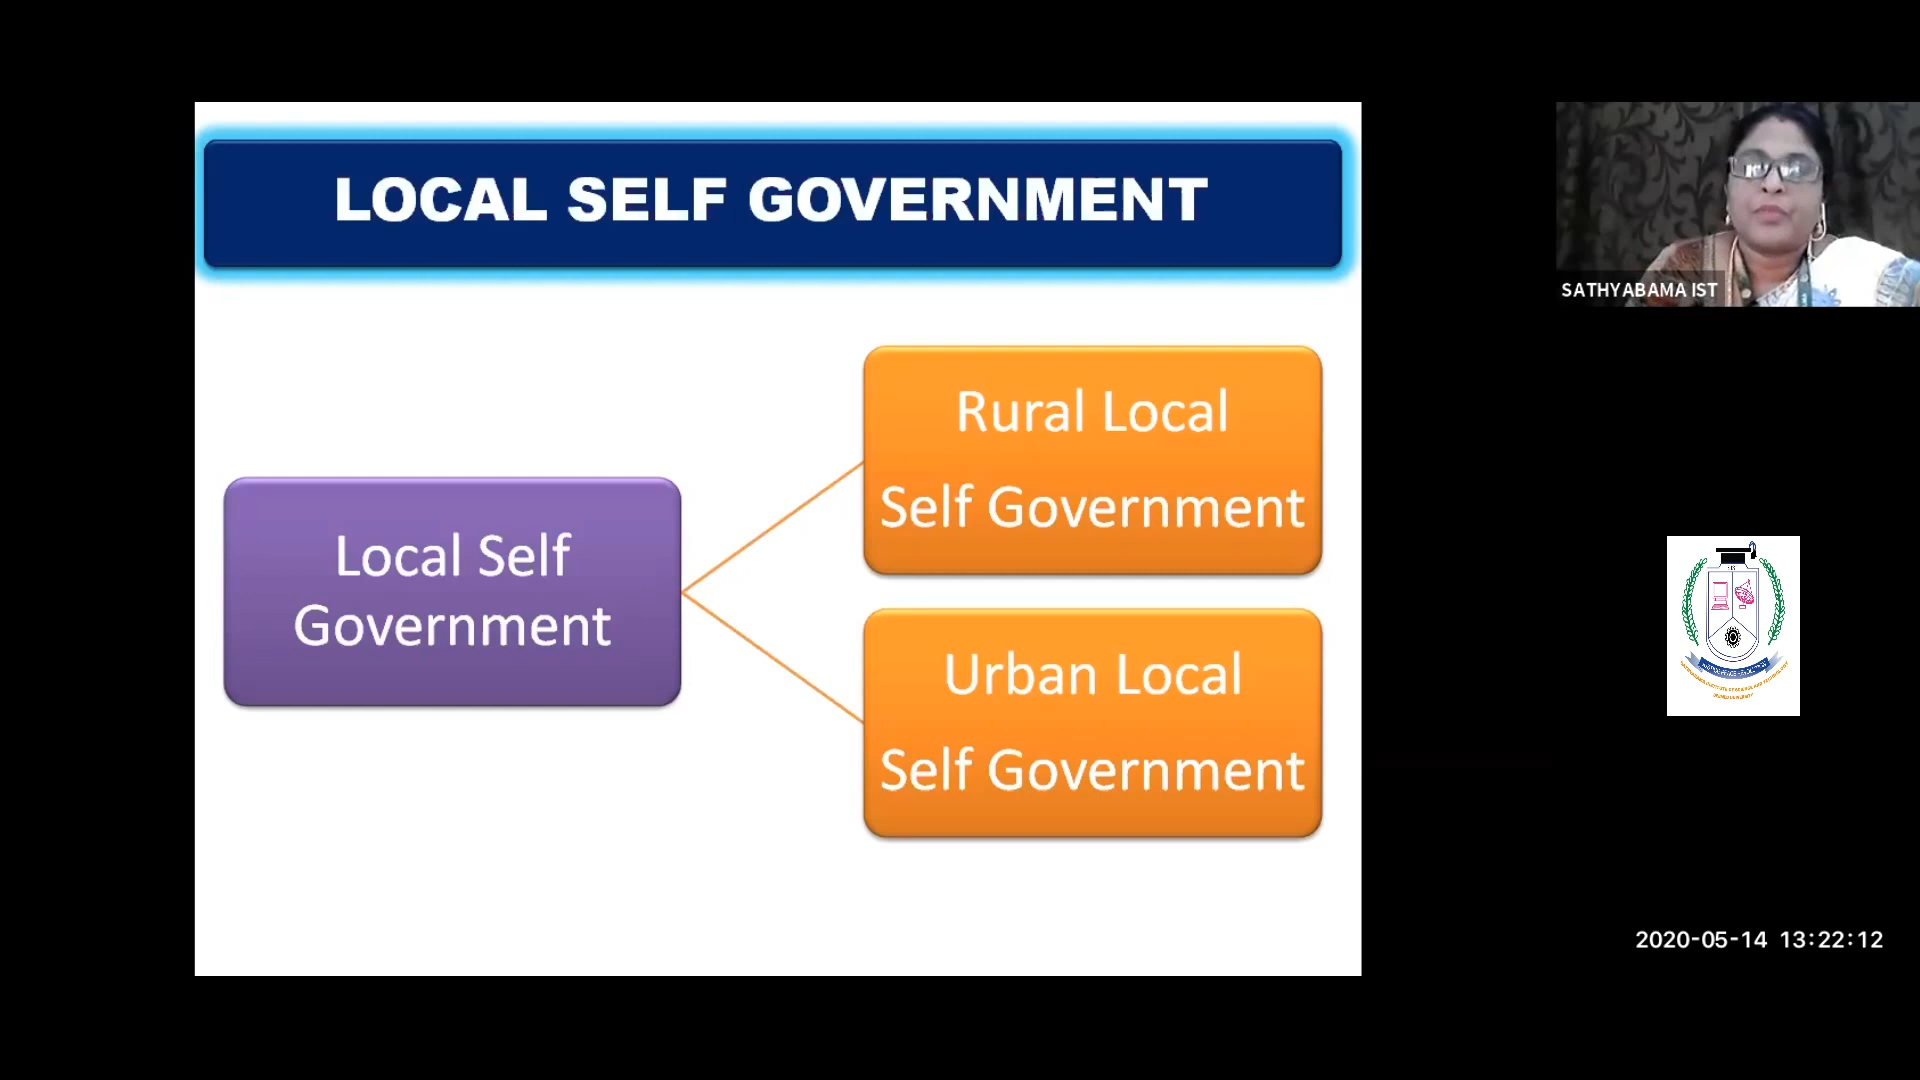 LOCAL SELF GOVERNMENT
Local Self
Government
Rural Local
Self Government
Urban Local
Self Government
SATHYABAMA IST
2020-05-14 13:22:12